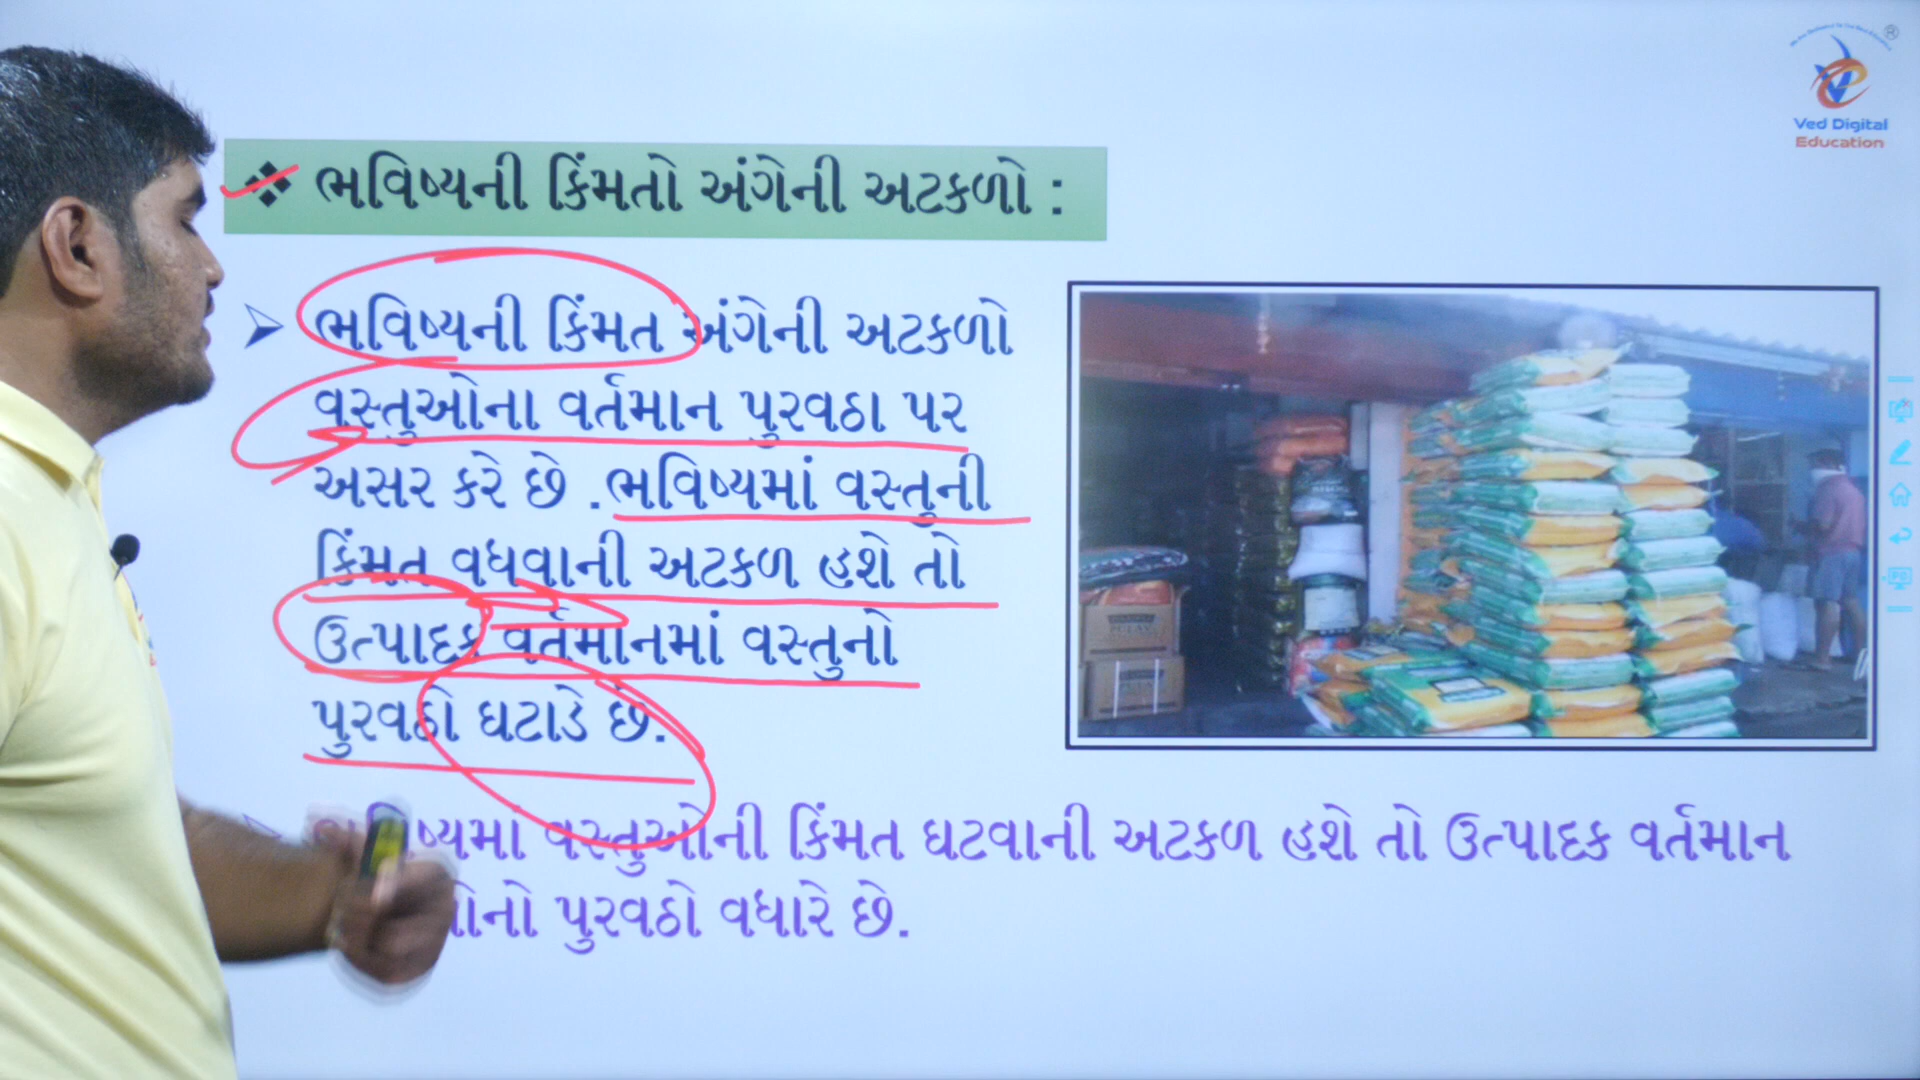 Ved Digital
Education
❖ ભવિષ્યની કિંમતો અંગેની અટકળો :
➢ ભવિષ્યની કિંમત અંગેની અટકળો
વસ્તુઓના વર્તમાન પુરવઠા પર
અસર કરે છે .ભવિષ્યમાં વસ્તુની
કિંમત વધવાની અટકળ હશે તો
ઉત્પાદક વર્તમાનમાં વસ્તુનો
પુરવઠો ઘટાડે છે.
ભવિષ્યમાં વસ્તુઓની કિંમત ઘટવાની અટકળ હશે તો ઉત્પાદક વર્તમાન
પુરવઠો વધારે છે.